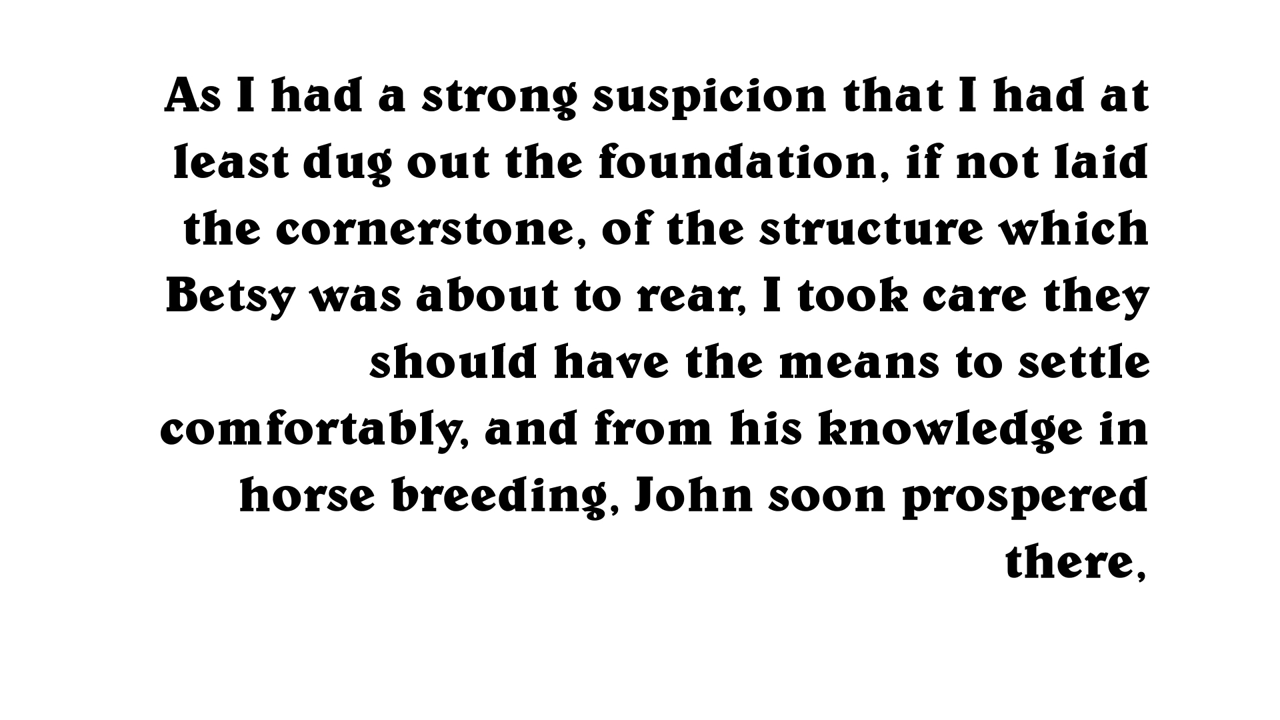 As I had a strong suspicion that I had at
least dug out the foundation, if not laid
the cornerstone, of the structure which
Betsy was about to rear, I took care they
should have the means to settle
comfortably, and from his knowledge in
horse breeding, John soon prospered
there,